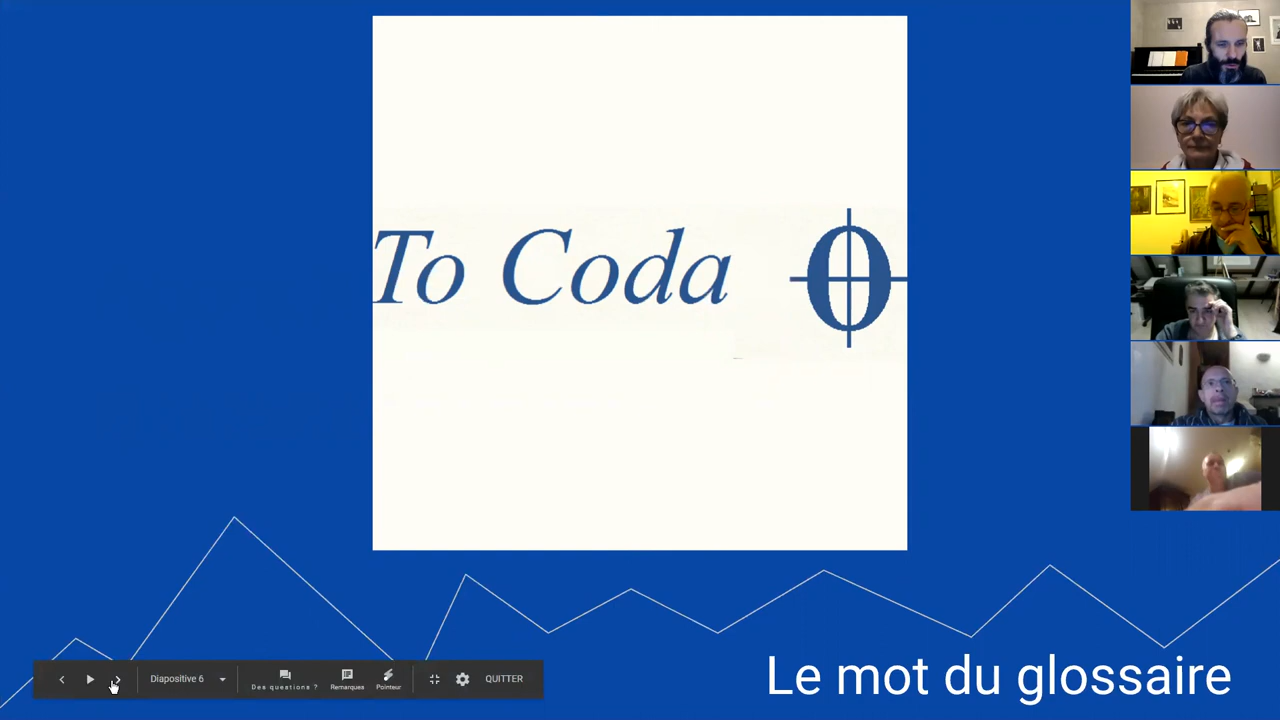 To Coda
Le mot du glossaire
Diapositive 6
Des questions ?
Remarques
Pointeur
QUITTER